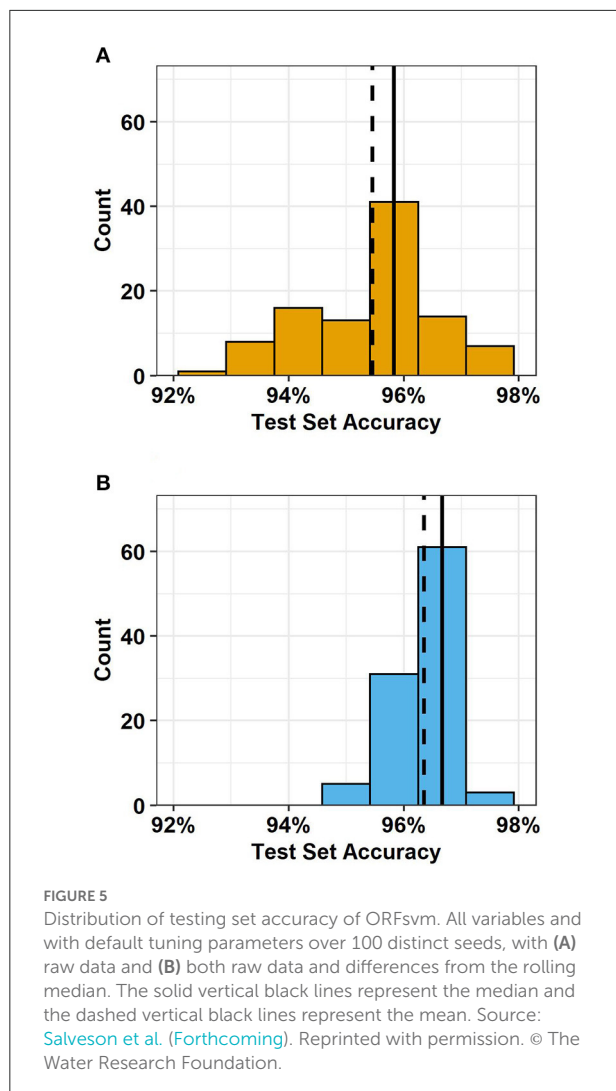 A
60
40
20
0
Count
92% 94% 96% 98%
Test Set Accuracy
B
60
40
20
0
Count
92% 94% 96% 98%
Test Set Accuracy
FIGURE 5
Distribution of testing set accuracy of ORFsvm. All variables and
with default tuning parameters over 100 distinct seeds, with (A)
raw data and (B) both raw data and differences from the rolling
median. The solid vertical black lines represent the median and
the dashed vertical black lines represent the mean. Source:
Salveson et al. (Forthcoming). Reprinted with permission. © The
Water Research Foundation.